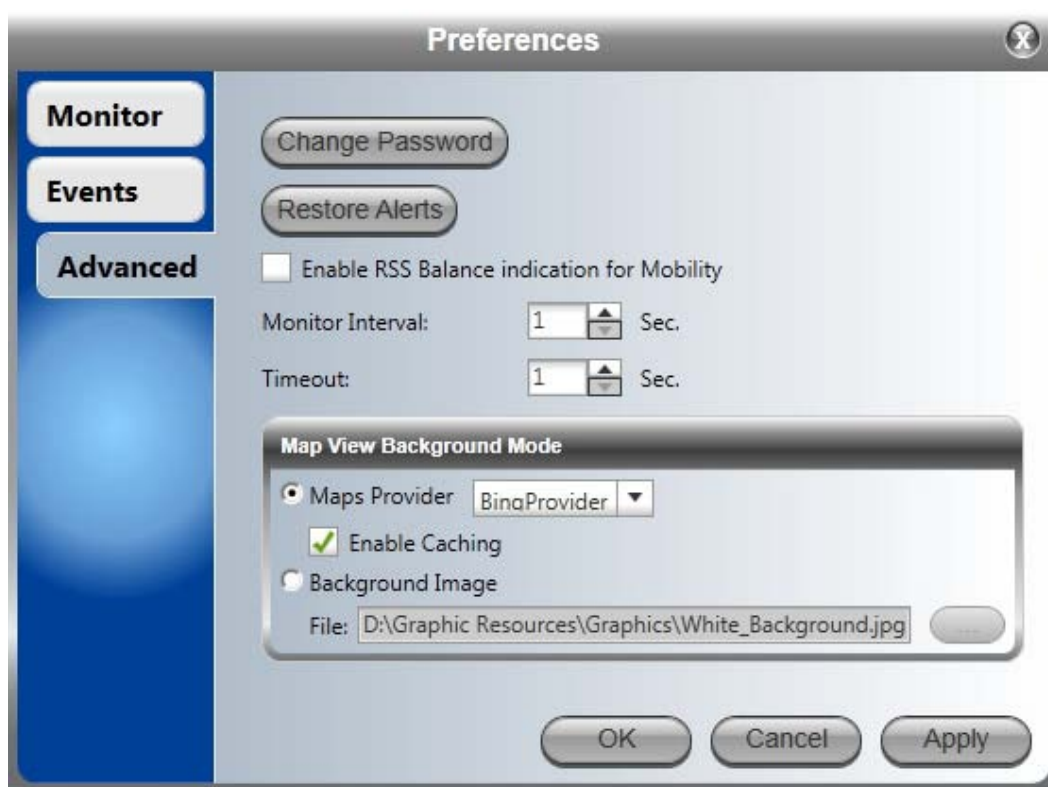 Preferences
X
Monitor
Events
Advanced
Change Password
Restore Alerts
Enable RSS Balance indication for Mobility
Monitor Interval: 1 Sec.
Timeout: 1 Sec.
Map View Background Mode
Maps Provider BingProvider
Enable Caching
Background Image
File: D:\Graphic Resources\Graphics\White_Background.jpg ...
OK Cancel Apply